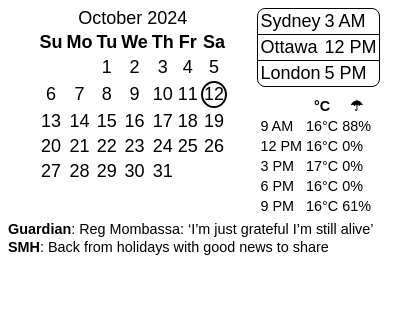 October 2024
Su Mo Tu We Th Fr Sa
1 2 3 4 5
6 7 8 9 10 11 12
13 14 15 16 17 18 19
20 21 22 23 24 25 26
27 28 29 30 31
Sydney 3 AM
Ottawa 12 PM
London 5 PM
°C ☂
9 AM 16°C 88%
12 PM 16°C 0%
3 PM 17°C 0%
6 PM 16°C 0%
9 PM 16°C 61%
Guardian: Reg Mombassa: ‘I’m just grateful I’m still alive’
SMH: Back from holidays with good news to share